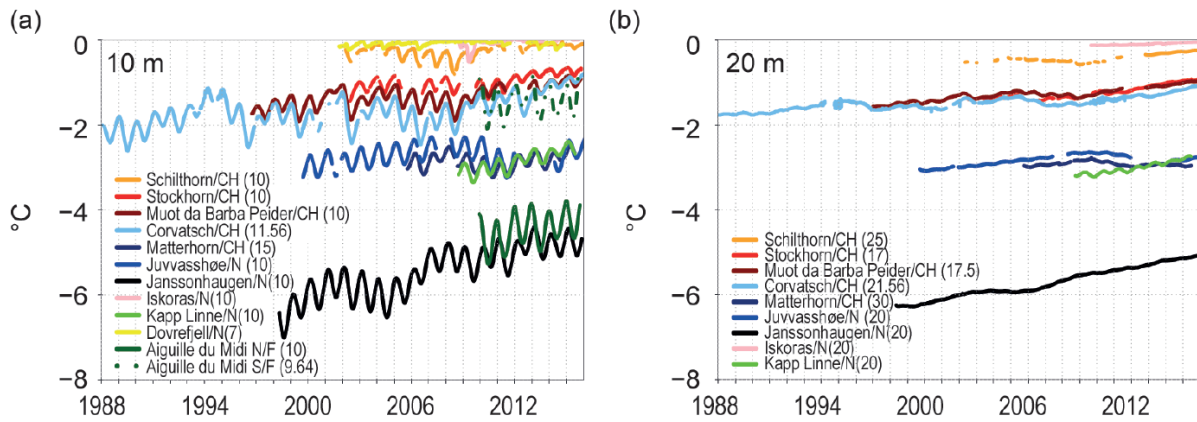 (a)
10 m
0
−2
−4
−6
−8
°C
Schilthorn/CH (10)
Stockhorn/CH (10)
Muot da Barba Peider/CH (10)
Corvatsch/CH (11.56)
Matterhorn/CH (15)
Juvvasshøe/N (10)
Janssonhaugen/N(10)
Iskoras/N(10)
Kapp Linne/N(10)
Dovrefjell/N(7)
Aiguille du Midi N/F (10)
Aiguille du Midi S/F (9.64)
1988 1994 2000 2006 2012
(b)
20 m
0
−2
−4
−6
−8
°C
Schilthorn/CH (25)
Stockhorn/CH (17)
Muot da Barba Peider/CH (17.5)
Corvatsch/CH (21.56)
Matterhorn/CH (30)
Juvvasshøe/N (20)
Janssonhaugen/N(20)
Iskoras/N(20)
Kapp Linne/N(20)
1988 1994 2000 2006 2012